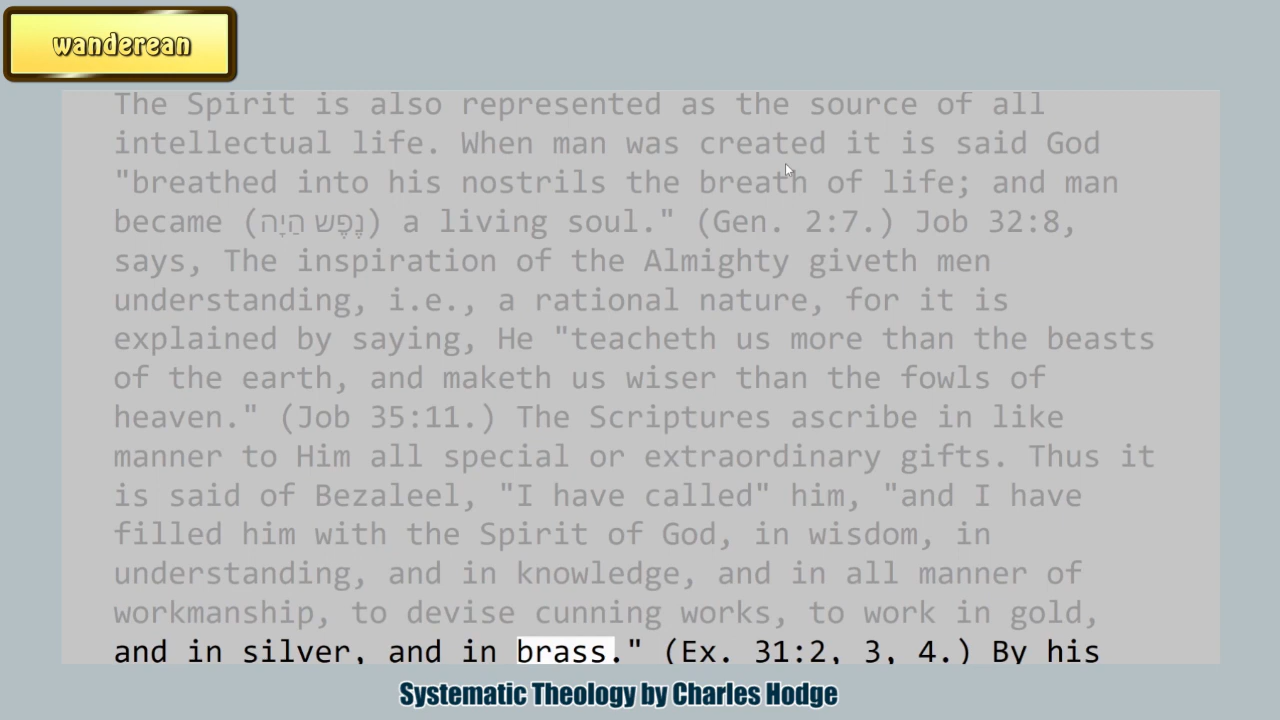 wanderean
The Spirit is also represented as the source of all
intellectual life. When man was created it is said God
"breathed into his nostrils the breath of life; and man
became (נֶפֶשׁ הַיָה) a living soul." (Gen. 2:7.) Job 32:8,
says, The inspiration of the Almighty giveth men
understanding, i.e., a rational nature, for it is
explained by saying, He "teacheth us more than the beasts
of the earth, and maketh us wiser than the fowls of
heaven." (Job 35:11.) The Scriptures ascribe in like
manner to Him all special or extraordinary gifts. Thus it
is said of Bezaleel, "I have called" him, "and I have
filled him with the Spirit of God, in wisdom, in
understanding, and in knowledge, and in all manner of
workmanship, to devise cunning works, to work in gold,
and in silver, and in brass." (Ex. 31:2, 3, 4.) By his
Systematic Theology by Charles Hodge